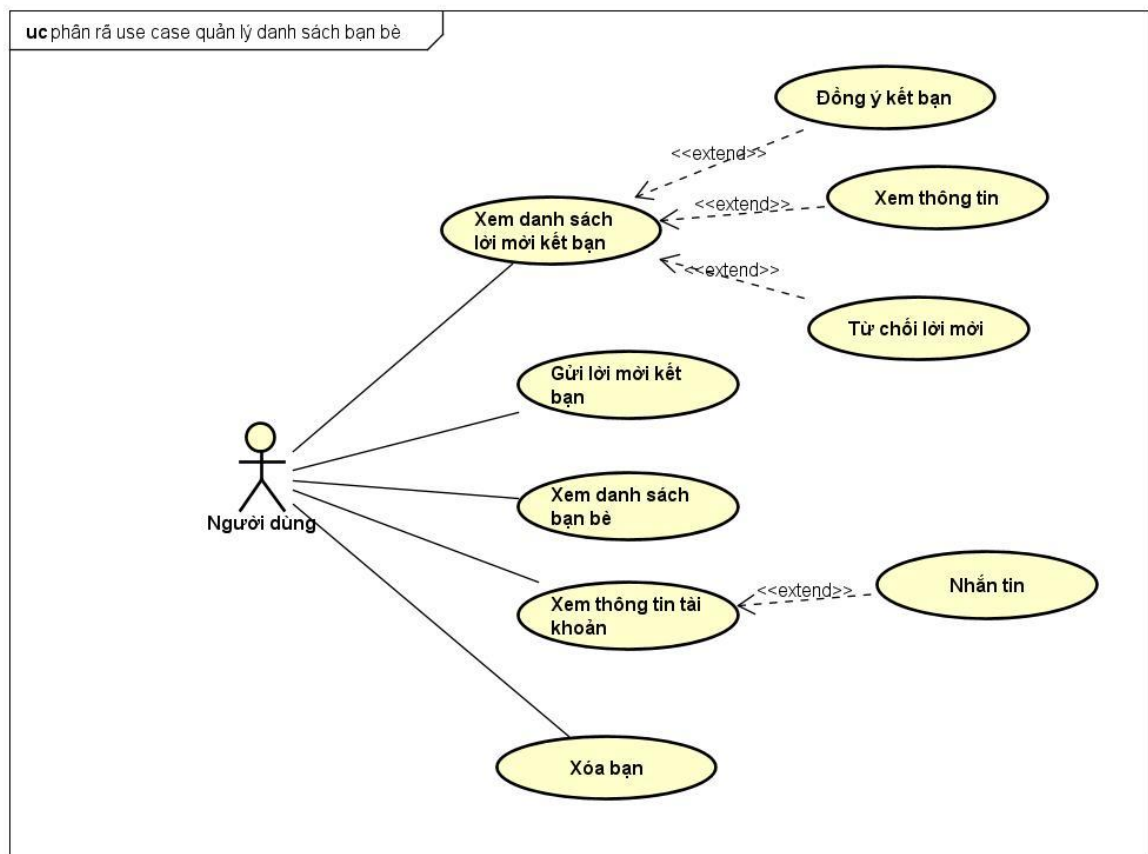 uc phân rã use case quản lý danh sách bạn bè
Đồng ý kết bạn
<<extend>>
Xem thông tin
<<extend>>
Xem danh sách
lời mời kết bạn
<<extend>>
Từ chối lời mời
Gửi lời mời kết
bạn
Xem danh sách
bạn bè
Người dùng
Nhắn tin
<<extend>>
Xem thông tin tài
khoản
Xóa bạn